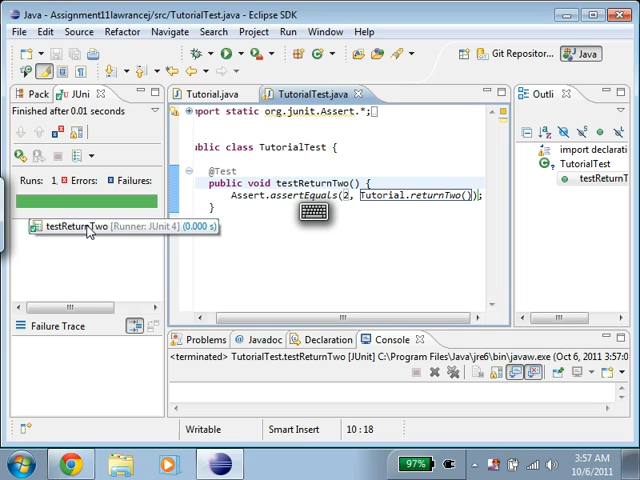 Java - Assignment11lawrancej/src/TutorialTest.java - Eclipse SDK
File Edit Source Refactor Navigate Search Project Run Window Help
Git Repositor... Java
Pack JUni
Finished after 0.01 seconds
Runs: 1, Errors: Failures:
testReturnTwo [Runner: JUnit 4] (0.000 s)
Failure Trace
Tutorial.java TutorialTest.java
mport static org.junit.Assert.*;
ublic class TutorialTest {
@Test
public void testReturnTwo() {
Assert.assertEquals(2, Tutorial.returnTwo());
}
Outli
import declaratio
TutorialTest
testReturnT
Problems Javadoc Declaration Console
<terminated> TutorialTest.testReturnTwo [JUnit] C:\Program Files\Java\jre6\bin\javaw.exe (Oct 6, 2011 3:57:0
Writable Smart Insert 10 : 18
97%
3:57 AM
10/6/2011